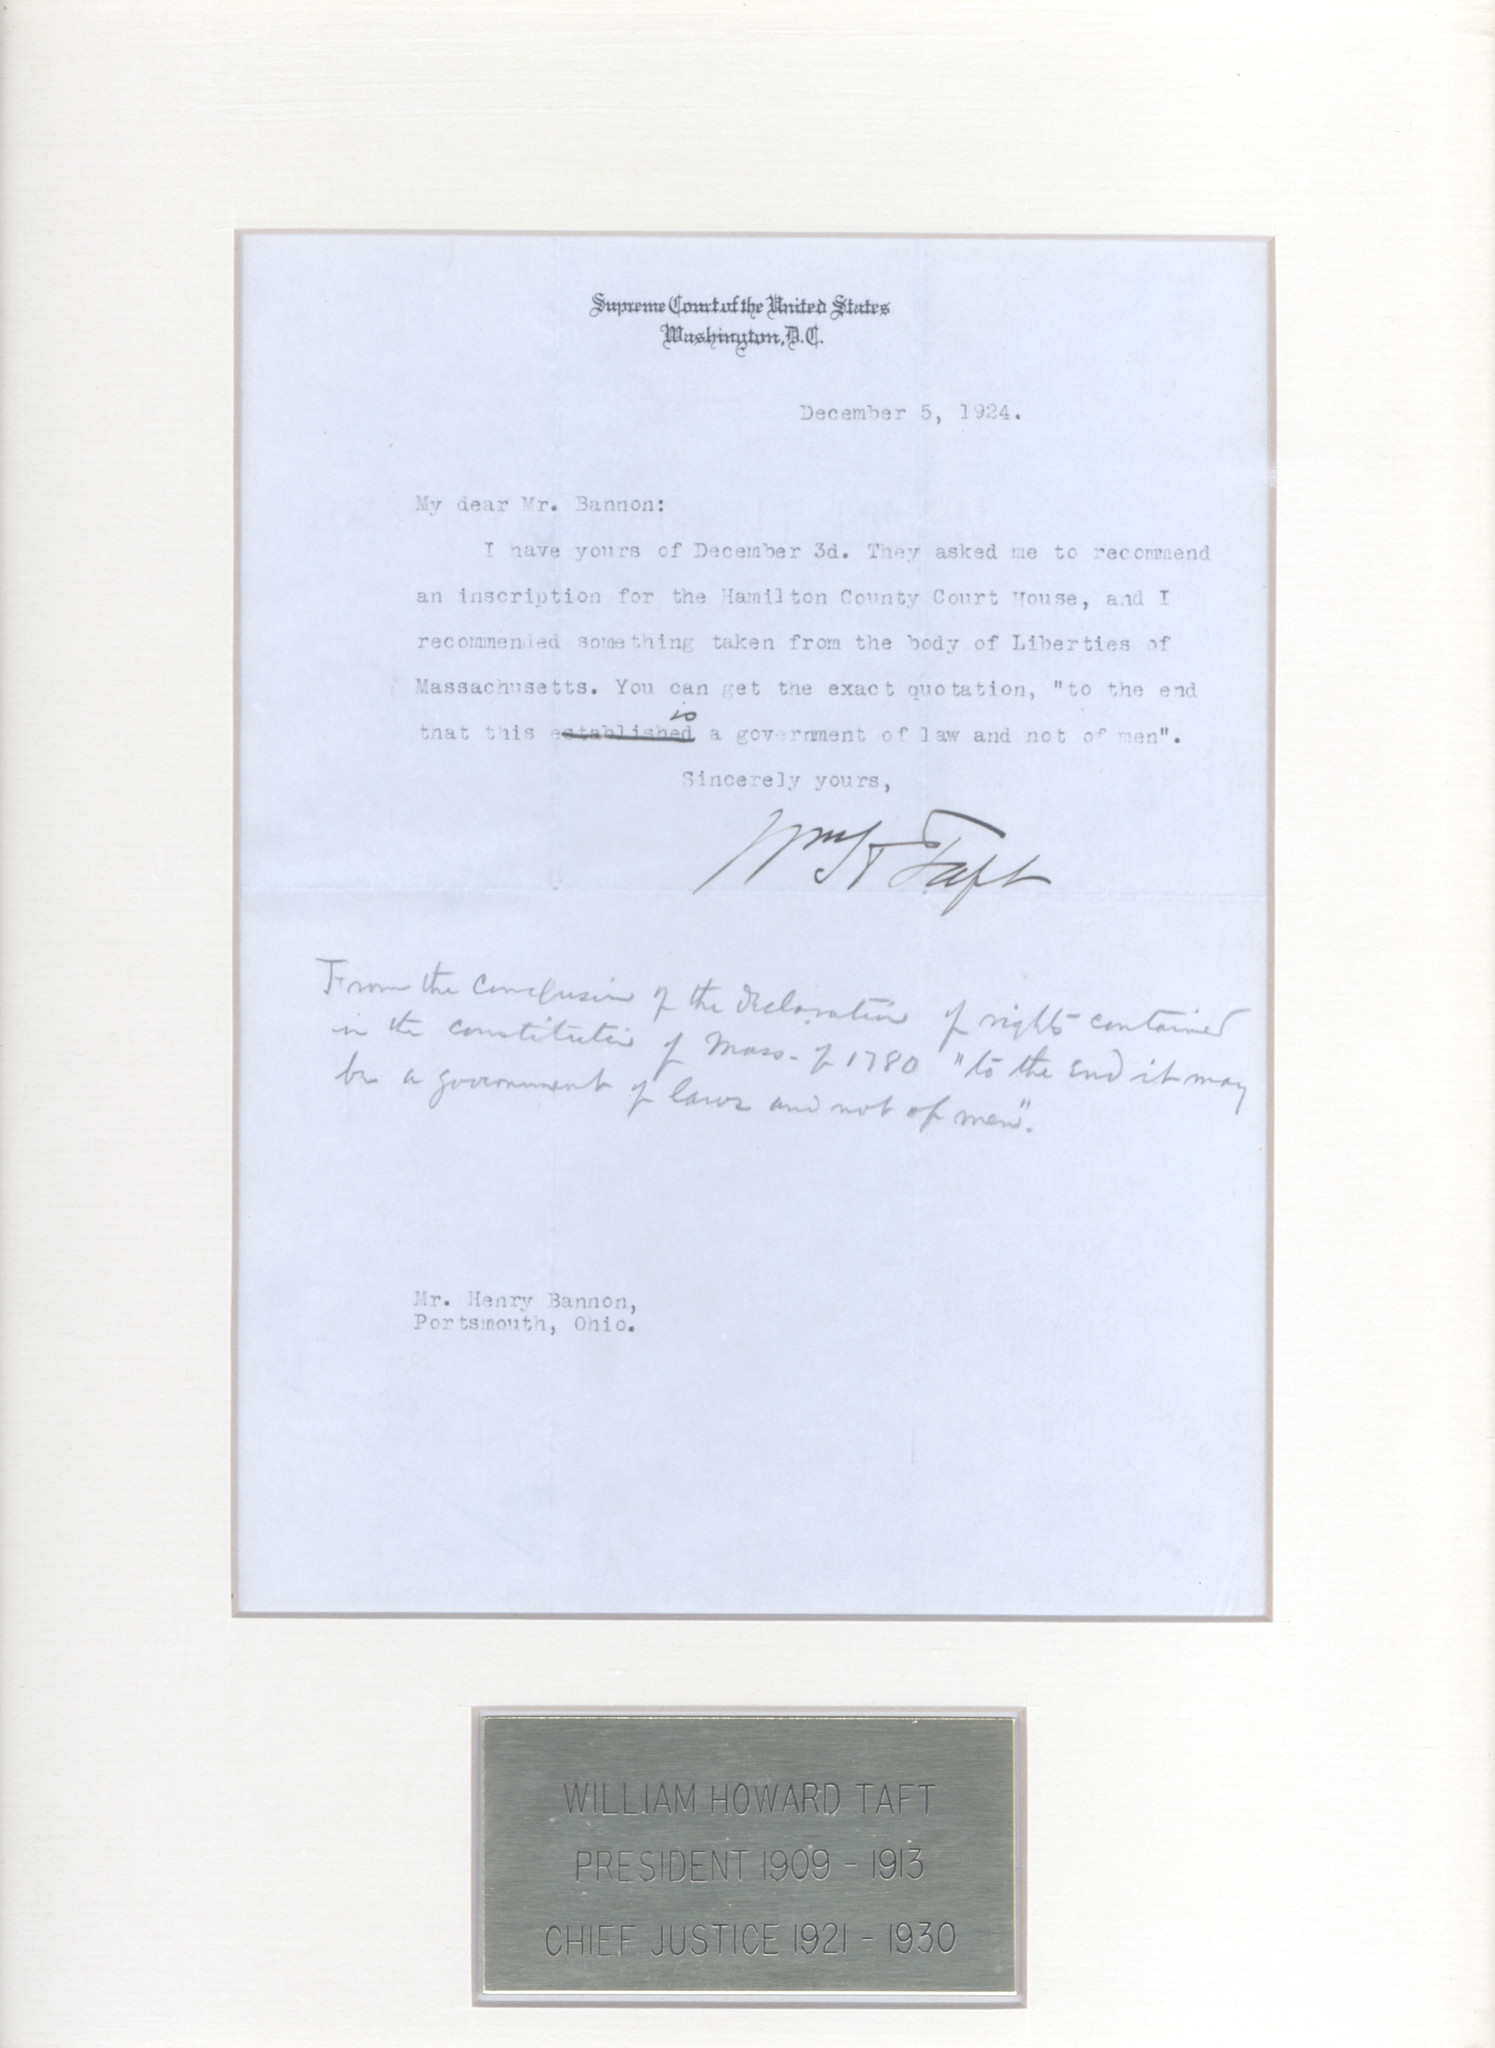 Supreme Court of the United States
Washington, D.C.
December 5, 1924.
My dear Mr. Bannon:
I have yours of December 3d. They asked me to recommend
an inscription for the Hamilton County Court House, and I
recommended something taken from the body of Liberties of
Massachusetts. You can get the exact quotation, "to the end
is
that this established a government of law and not of men".
Sincerely yours,
Wm H Taft
From the conclusion of the declaration of rights contained
in the constitution of Mass. of 1780 "to the end it may
be a government of laws and not of men".
Mr. Henry Bannon,
Portsmouth, Ohio.
WILLIAM HOWARD TAFT
PRESIDENT 1909 - 1913
CHIEF JUSTICE 1921 - 1930